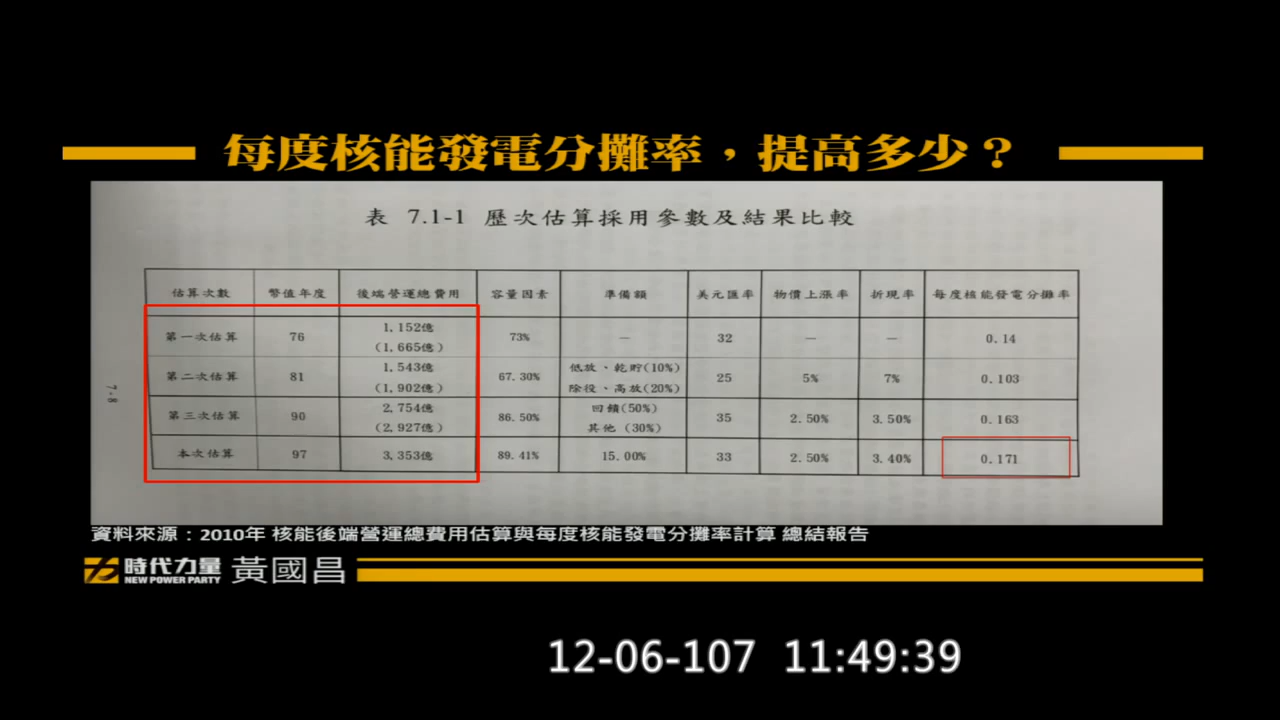 每度核能發電分攤率，提高多少？
表 7.1-1 歷次估算採用參數及結果比較
估算次數 幣值年度 後端營運總費用 容量因素 準備額 美元匯率 物價上漲率 折現率 每度核能發電分攤率
第一次估算 76 1,152億 (1,665億) 73% — 32 — — 0.14
第二次估算 81 1,543億 (1,902億) 67.30% 低放、乾貯(10%) 除役、高放(20%) 25 5% 7% 0.103
第三次估算 90 2,754億 (2,927億) 86.50% 回饋(50%) 其他 (30%) 35 2.50% 3.50% 0.163
本次估算 97 3,353億 89.41% 15.00% 33 2.50% 3.40% 0.171
7-8
資料來源：2010年 核能後端營運總費用估算與每度核能發電分攤率計算 總結報告
時代力量 NEW POWER PARTY 黃國昌
12-06-107 11:49:39